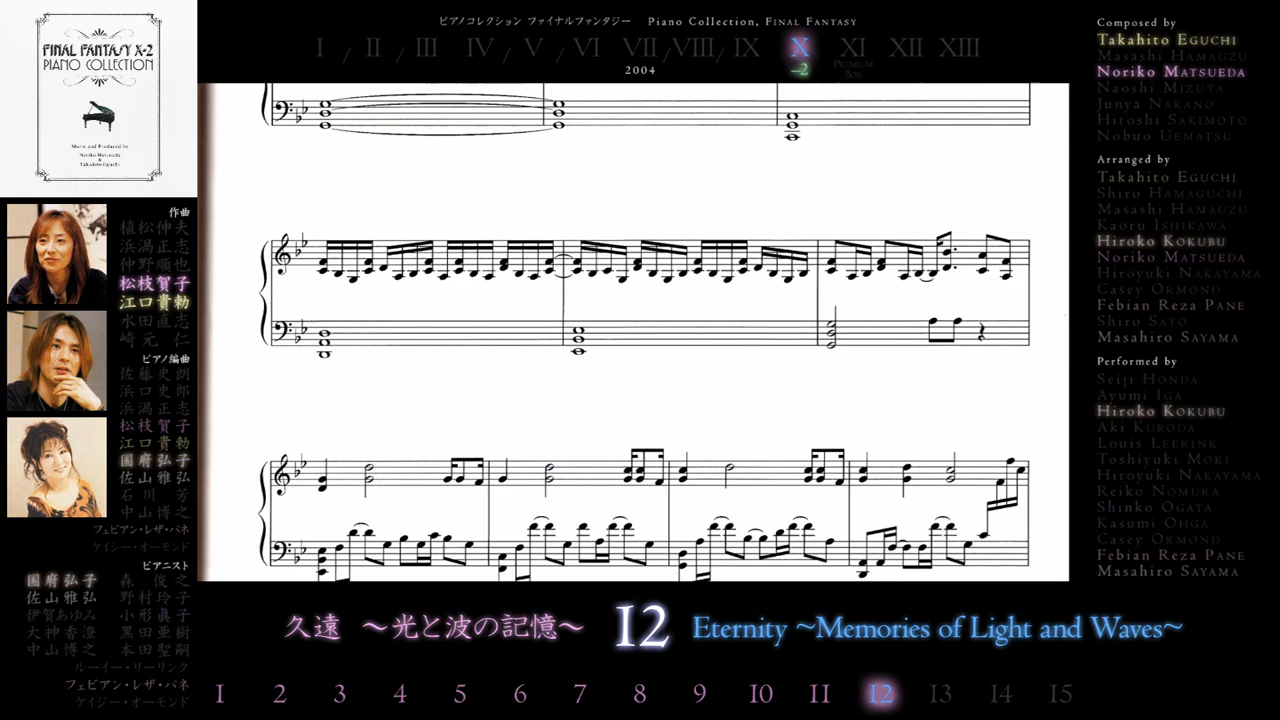 ピアノコレクション ファイナルファンタジー Piano Collection, FINAL FANTASY
I / II / III IV / V / VI VII / VIII / IX X XI XII XIII
2004
–2
PREMIUM
BOX
FINAL FANTASY X-2
PIANO COLLECTION
Music and Produced by
Noriko Matsueda
&
Takahito Eguchi
作曲
植松伸夫
浜渦正志
仲野順也
松枝賀子
江口貴勅
水田直志
崎元 仁
ピアノ編曲
佐藤史朗
浜口史郎
浜渦正志
松枝賀子
江口貴勅
国府弘子
佐山雅弘
石川 芳
中山博之
フェビアン・レザ・パネ
ケイシー・オーモンド
ピアニスト
国府弘子 森 俊之
佐山雅弘 野村玲子
伊賀あゆみ 小形眞子
大神香澄 黒田亜樹
中山博之 本田聖嗣
ルーイー・リーリンク
フェビアン・レザ・パネ
ケイジー・オーモンド
Composed by
Takahito EGUCHI
Masashi HAMAUZU
Noriko MATSUEDA
Naoshi MIZUTA
Junya NAKANO
Hitoshi SAKIMOTO
Nobuo UEMATSU
Arranged by
Takahito EGUCHI
Shiro HAMAGUCHI
Masashi HAMAUZU
Kaoru ISHIKAWA
Hiroko KOKUBU
Noriko MATSUEDA
Hiroyuki NAKAYAMA
Casey ORMOND
Febian Reza PANE
Shiro SATO
Masahiro SAYAMA
Performed by
Seiji HONDA
Ayumi IGA
Hiroko KOKUBU
Aki KURODA
Louis LEERINK
Toshiyuki MORI
Hiroyuki NAKAYAMA
Reiko NOMURA
Shinko OGATA
Kasumi OHGA
Casey ORMOND
Febian Reza PANE
Masahiro SAYAMA
久遠 ～光と波の記憶～ 12 Eternity ~Memories of Light and Waves~
1 2 3 4 5 6 7 8 9 10 11 12 13 14 15